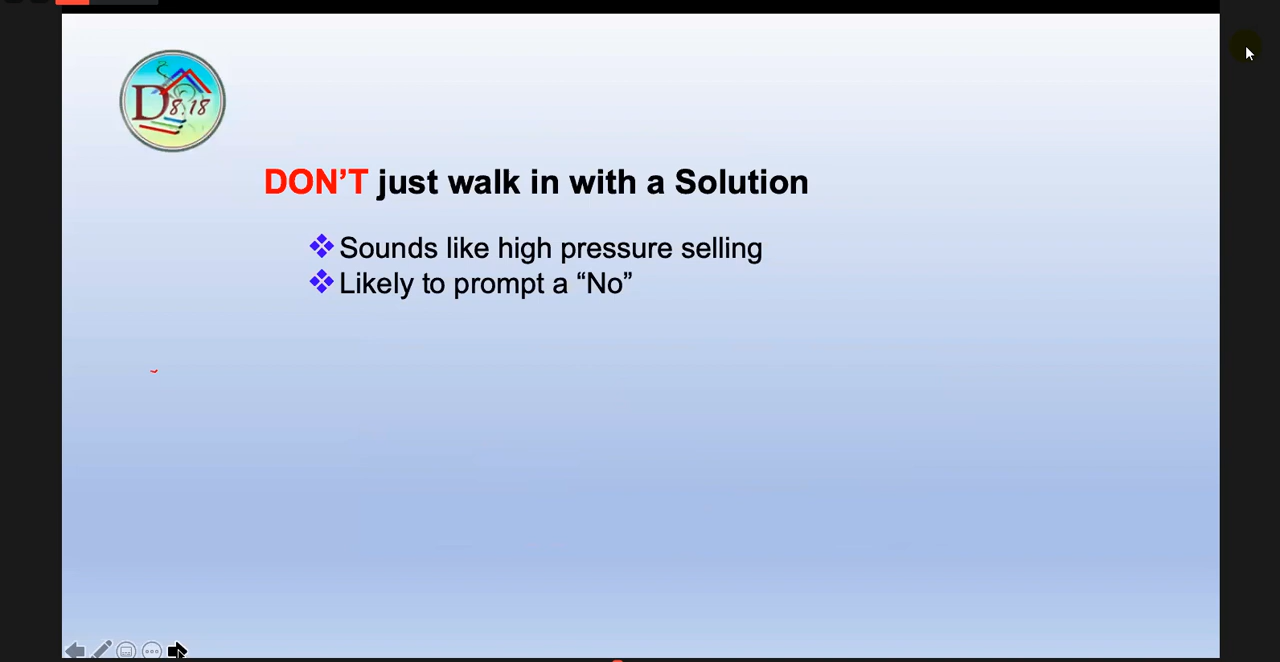 D8:18
DON'T just walk in with a Solution
❖ Sounds like high pressure selling
❖ Likely to prompt a “No”